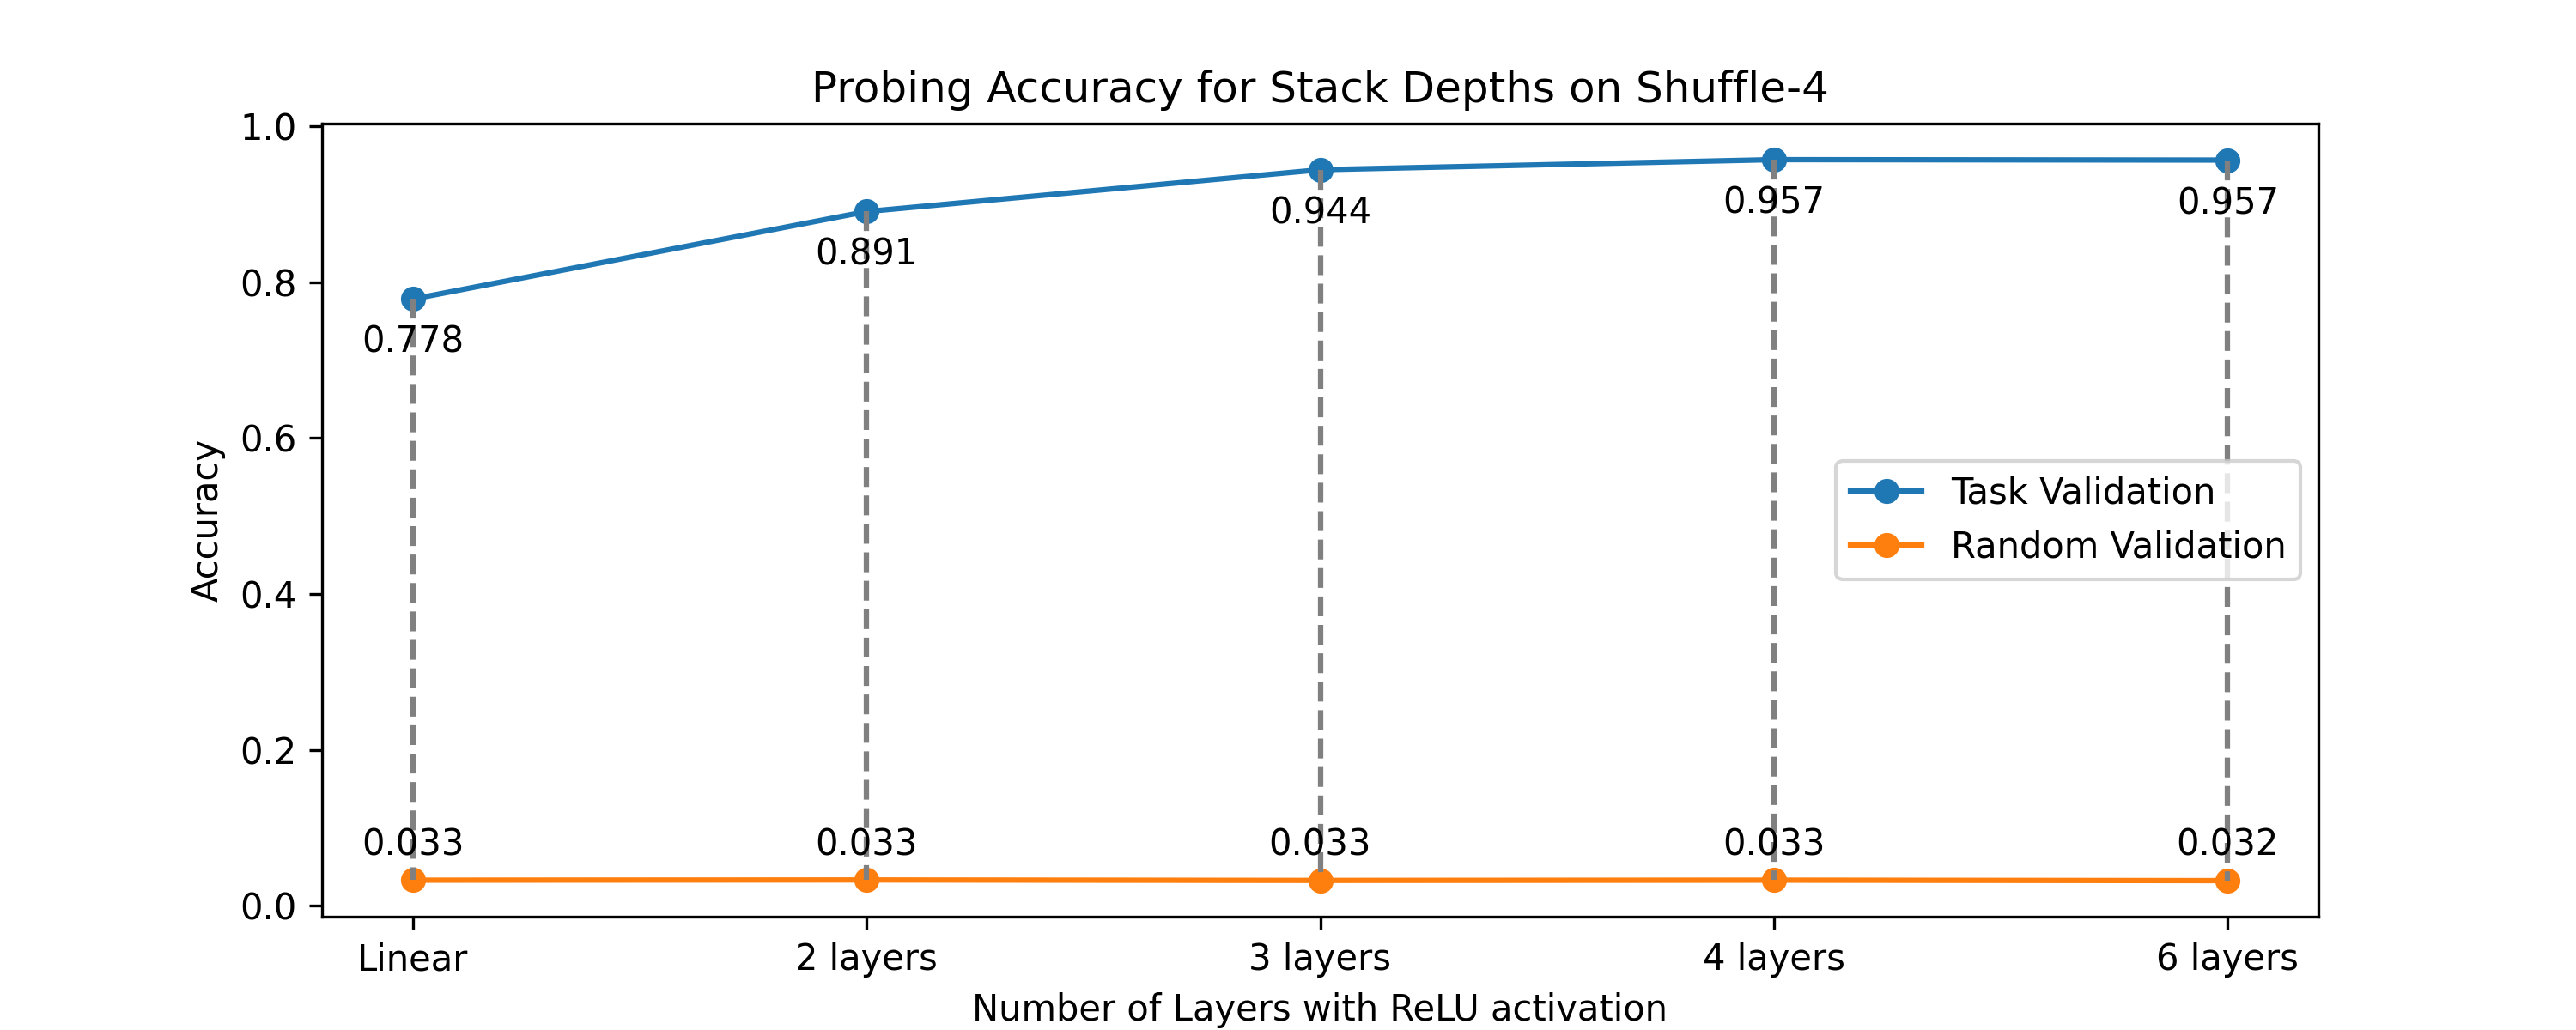 Probing Accuracy for Stack Depths on Shuffle-4
1.0
0.8
0.6
0.4
0.2
0.0
Accuracy
0.778
0.891
0.944
0.957
0.957
Task Validation
Random Validation
0.033
0.033
0.033
0.033
0.032
Linear
2 layers
3 layers
4 layers
6 layers
Number of Layers with ReLU activation